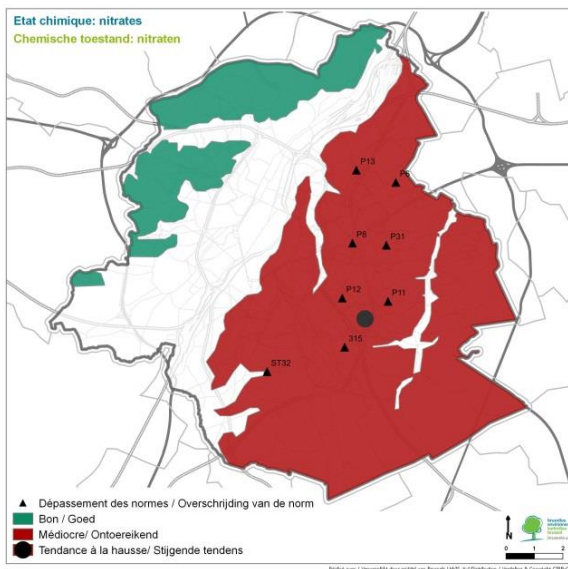 Etat chimique: nitrates
Chemische toestand: nitraten
P13
P6
P8
P31
P12
P11
315
ST32
▲ Dépassement des normes / Overschrijding van de norm
Bon / Goed
Médiocre/ Ontoereikend
Tendance à la hausse/ Stijgende tendens
N
0 1 2